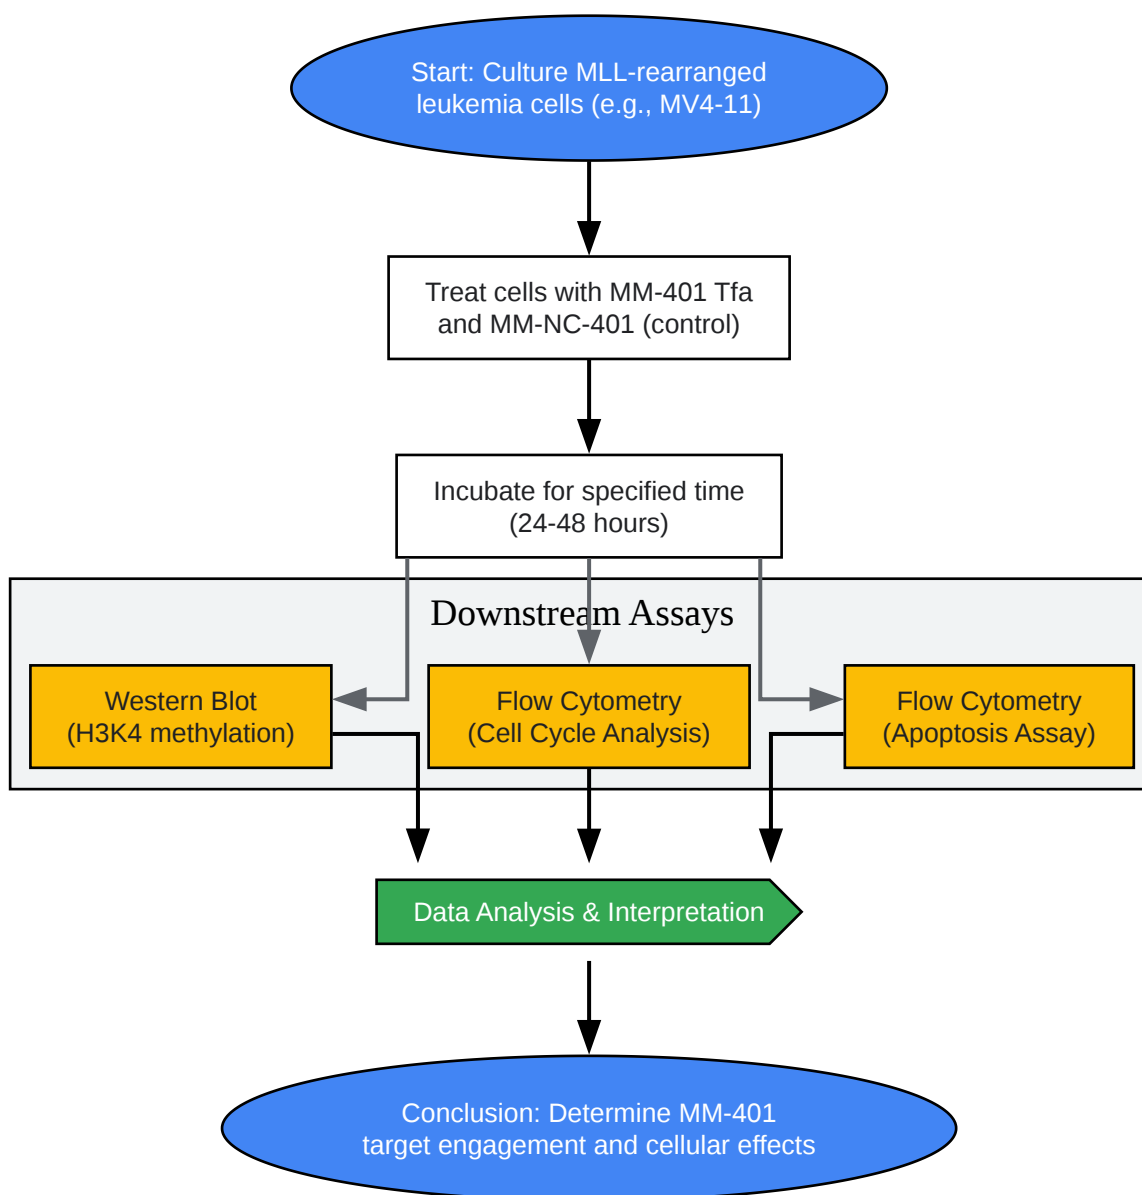 Start: Culture MLL-rearranged
leukemia cells (e.g., MV4-11)
Treat cells with MM-401 Tfa
and MM-NC-401 (control)
Incubate for specified time
(24-48 hours)
Downstream Assays
Western Blot
(H3K4 methylation)
Flow Cytometry
(Cell Cycle Analysis)
Flow Cytometry
(Apoptosis Assay)
Data Analysis & Interpretation
Conclusion: Determine MM-401
target engagement and cellular effects